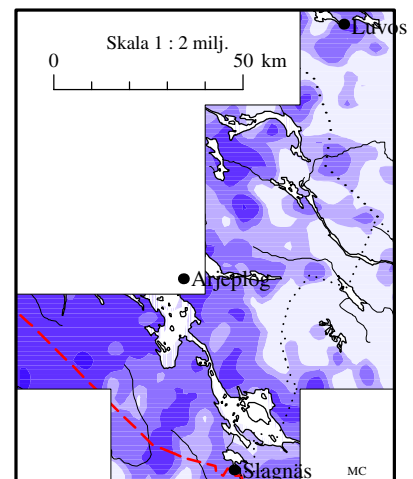 Luvos
Skala 1 : 2 milj.
0 50 km
Arjeplog
Slagnäs
MC